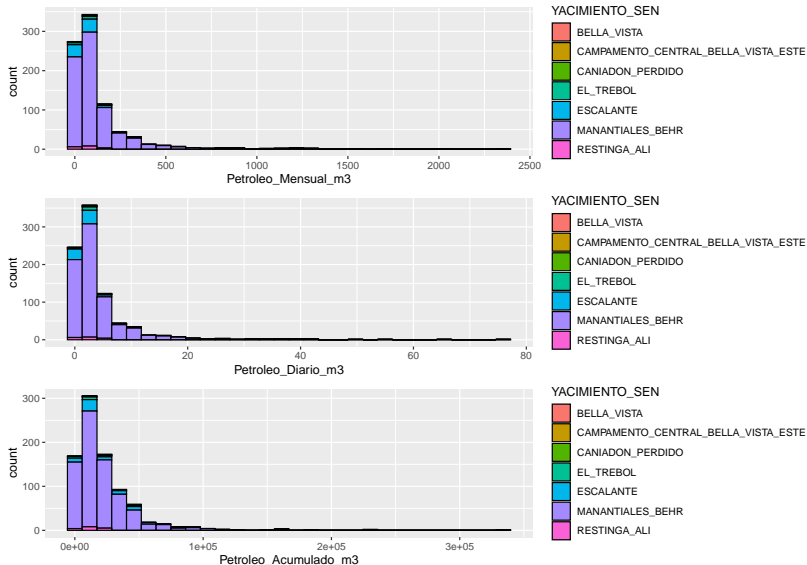 YACIMIENTO_SEN
BELLA_VISTA
CAMPAMENTO_CENTRAL_BELLA_VISTA_ESTE
CANIADON_PERDIDO
EL_TREBOL
ESCALANTE
MANANTIALES_BEHR
RESTINGA_ALI
count
300
200
100
0
0
500
1000
1500
2000
2500
Petroleo_Mensual_m3
YACIMIENTO_SEN
BELLA_VISTA
CAMPAMENTO_CENTRAL_BELLA_VISTA_ESTE
CANIADON_PERDIDO
EL_TREBOL
ESCALANTE
MANANTIALES_BEHR
RESTINGA_ALI
count
300
200
100
0
0
20
40
60
80
Petroleo_Diario_m3
YACIMIENTO_SEN
BELLA_VISTA
CAMPAMENTO_CENTRAL_BELLA_VISTA_ESTE
CANIADON_PERDIDO
EL_TREBOL
ESCALANTE
MANANTIALES_BEHR
RESTINGA_ALI
count
300
200
100
0
0e+00
1e+05
2e+05
3e+05
Petroleo_Acumulado_m3